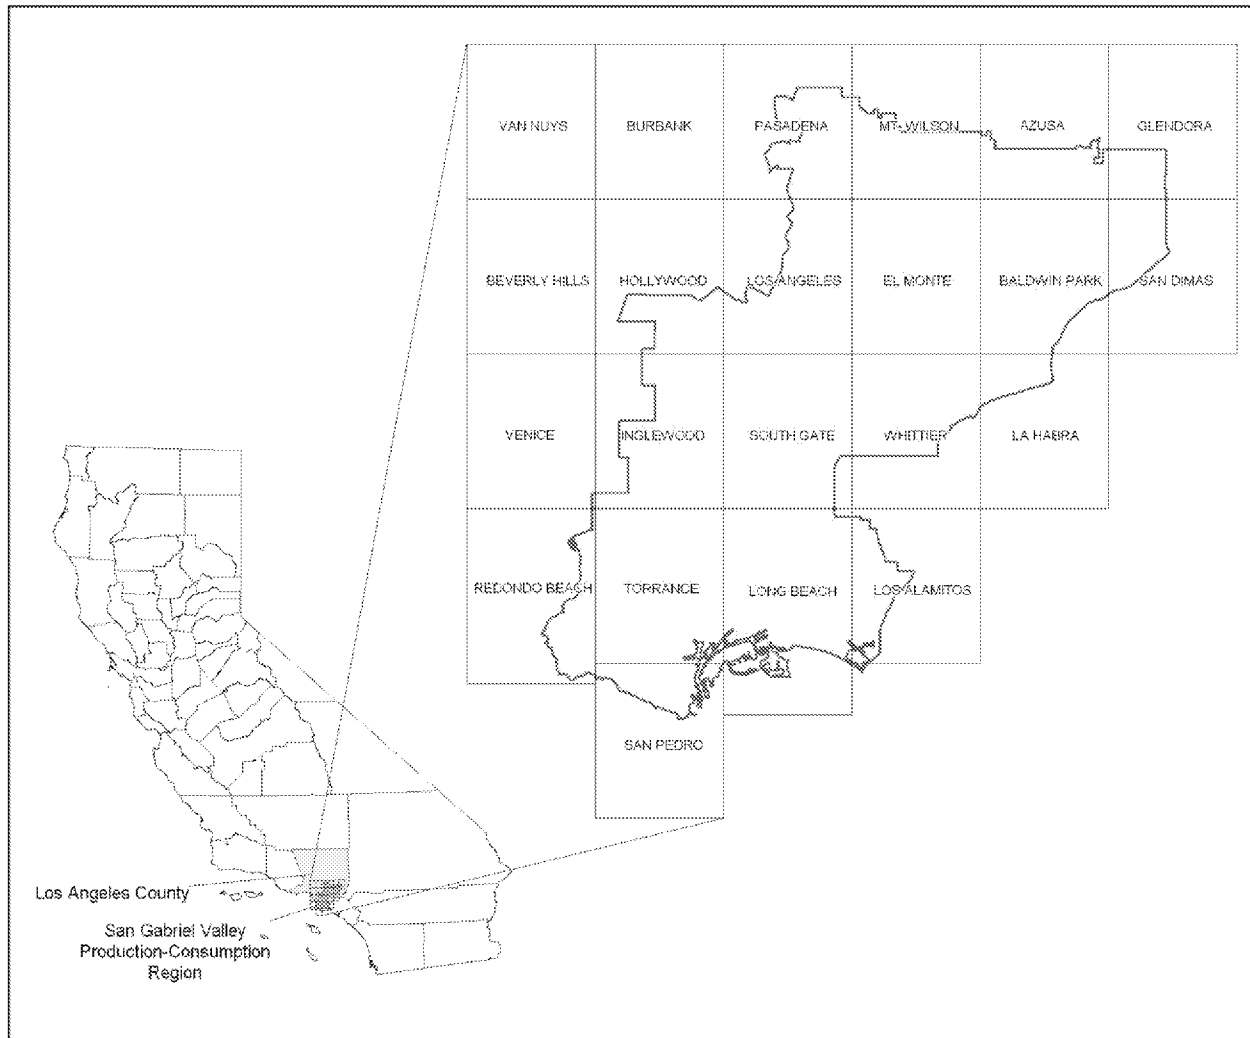 VAN NUYS
BURBANK
PASADENA
MT. WILSON
AZUSA
GLENDORA
BEVERLY HILLS
HOLLYWOOD
LOS ANGELES
EL MONTE
BALDWIN PARK
SAN DIMAS
VENICE
INGLEWOOD
SOUTH GATE
WHITTIER
LA HABRA
REDONDO BEACH
TORRANCE
LONG BEACH
LOS ALAMITOS
SAN PEDRO
Los Angeles County
San Gabriel Valley
Production-Consumption
Region